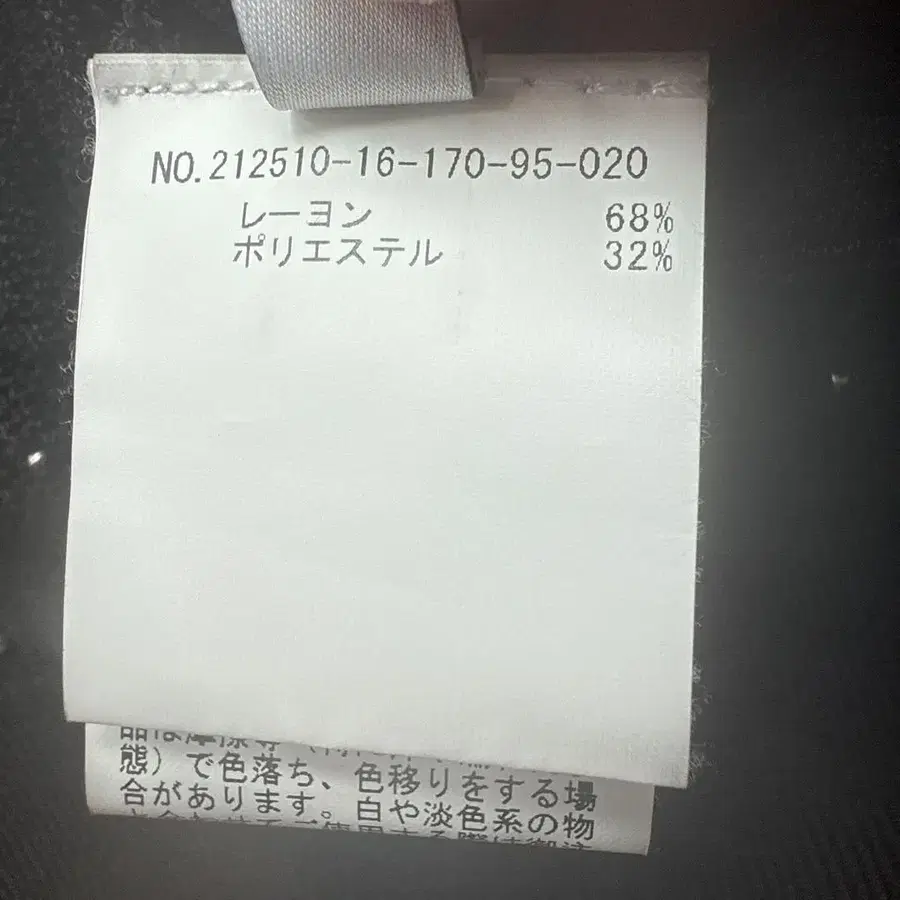 NO.212510-16-170-95-020
レーヨン 68%
ポリエステル 32%
態）で色落ち、色移りをする場
合があります。白や淡色系の物